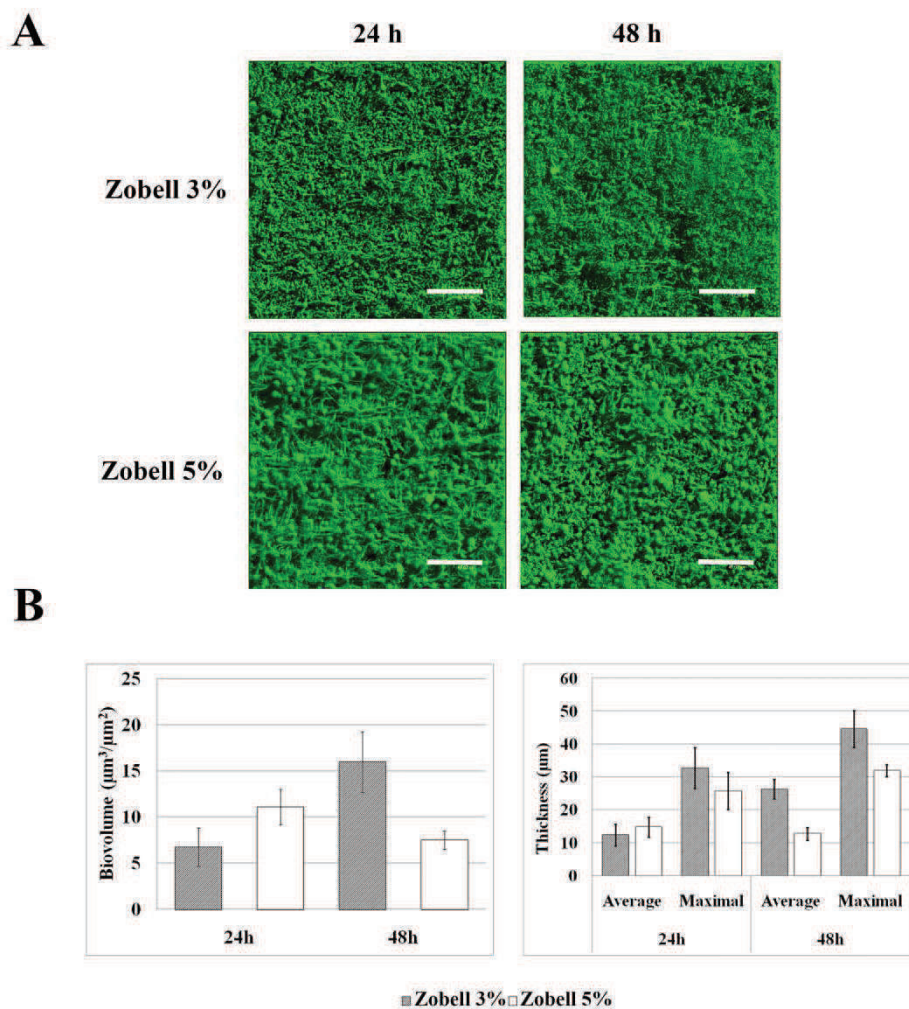 A
24 h 48 h
Zobell 3%
Zobell 5%
B
Biovolume (µm³/µm²)
25
20
15
10
5
0
24h 48h
Thickness (µm)
60
50
40
30
20
10
0
Average Maximal Average Maximal
24h 48h
Zobell 3% Zobell 5%